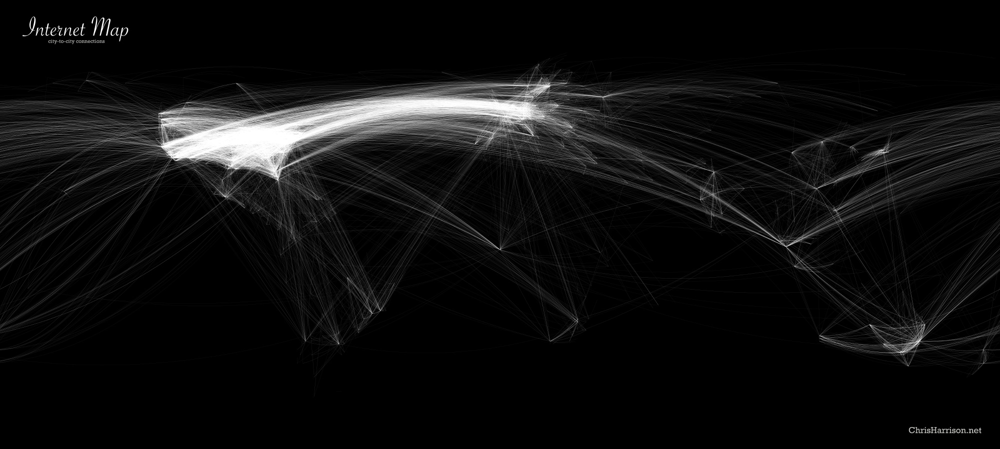 Internet Map
city-to-city connections
ChrisHarrison.net